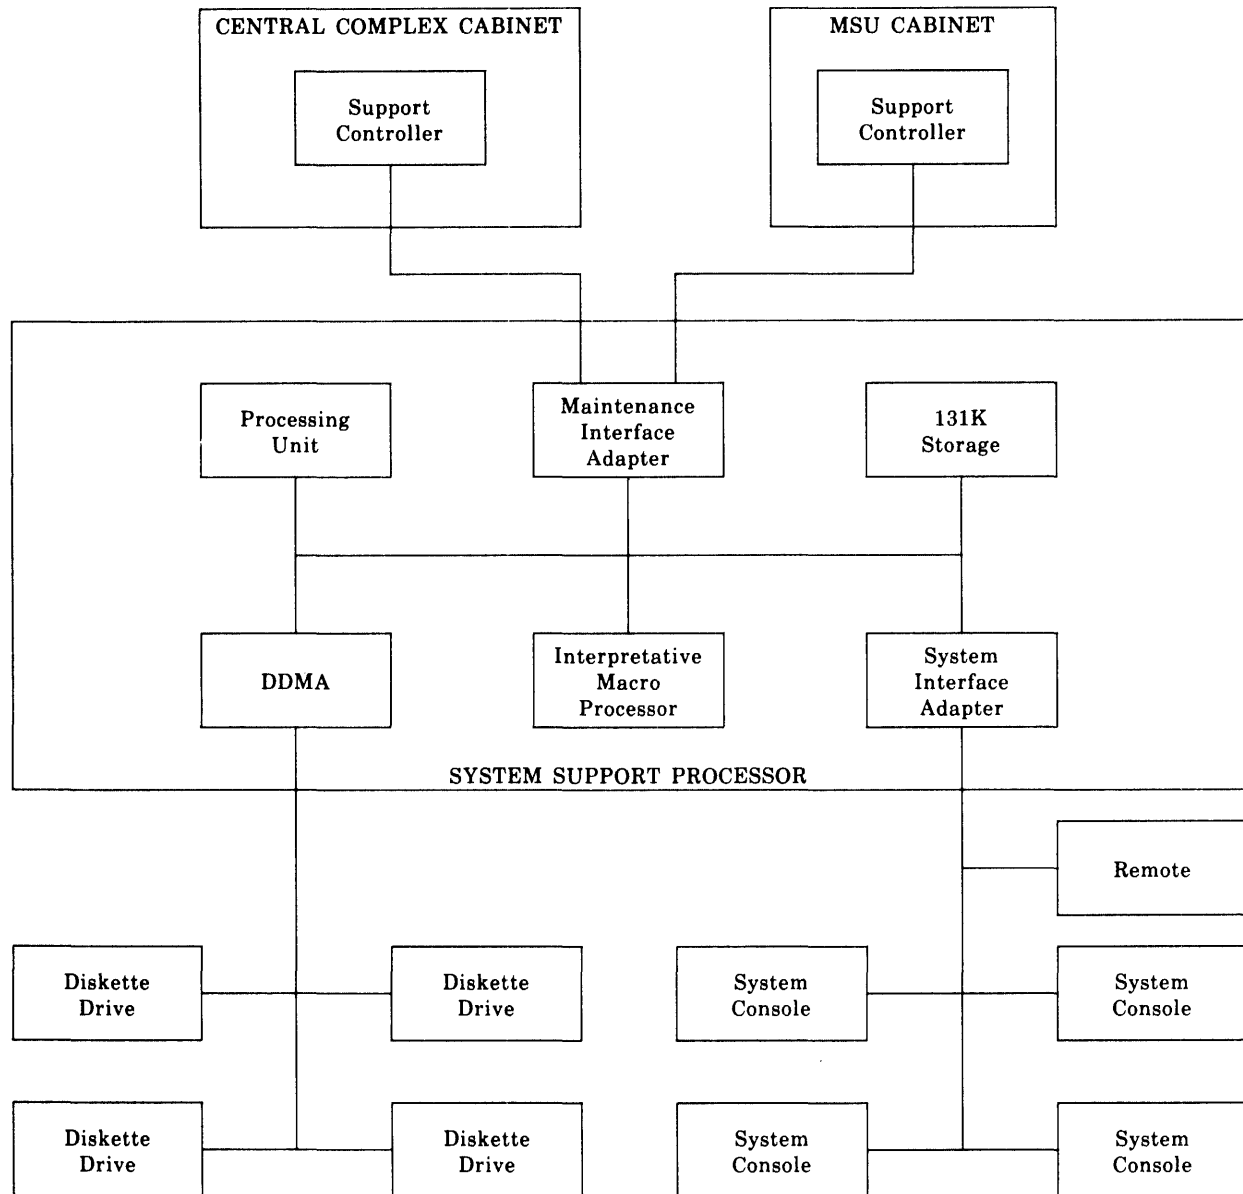 CENTRAL COMPLEX CABINET
MSU CABINET
Support
Controller
Support
Controller
Processing
Unit
Maintenance
Interface
Adapter
131K
Storage
DDMA
Interpretative
Macro
Processor
System
Interface
Adapter
SYSTEM SUPPORT PROCESSOR
Remote
Diskette
Drive
Diskette
Drive
System
Console
System
Console
Diskette
Drive
Diskette
Drive
System
Console
System
Console